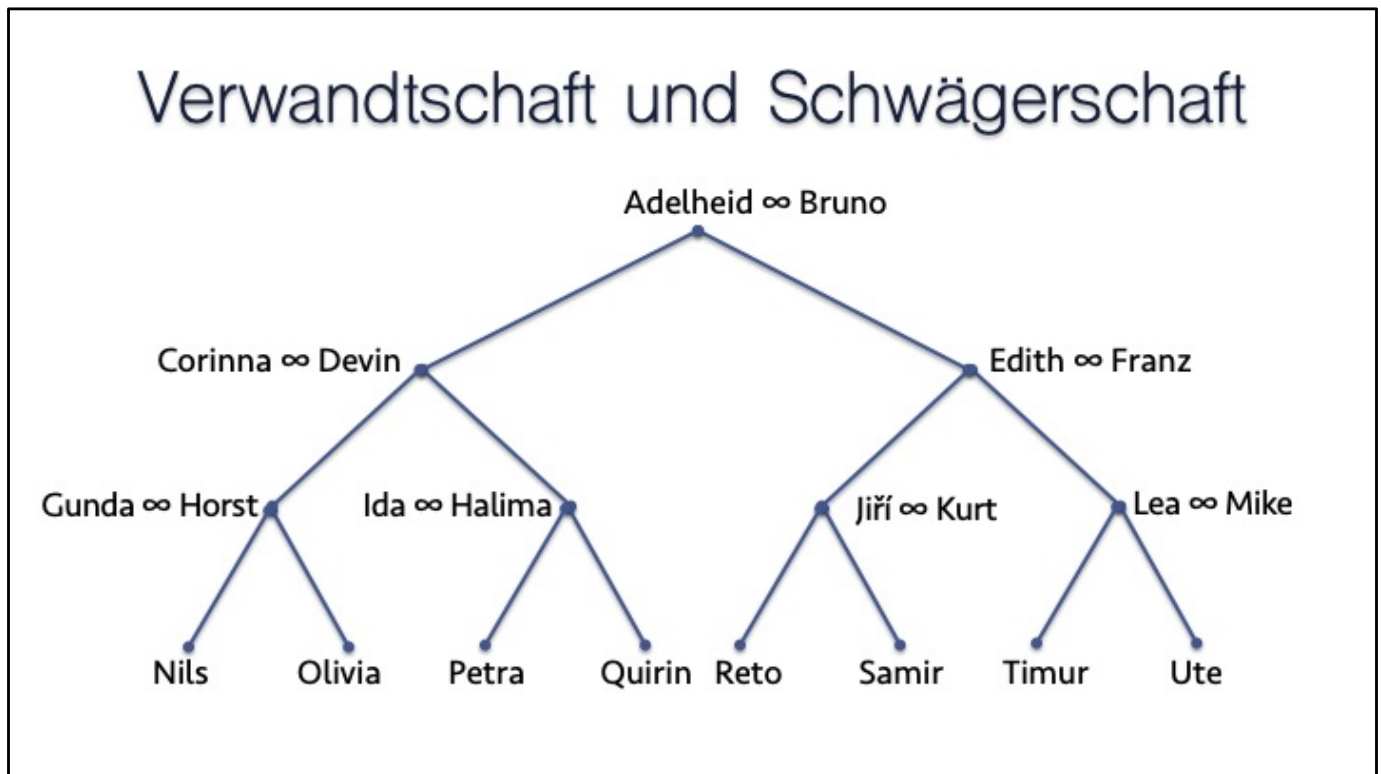 Verwandtschaft und Schwägerschaft
Adelheid ∞ Bruno
Corinna ∞ Devin
Edith ∞ Franz
Gunda ∞ Horst
Ida ∞ Halima
Jiří ∞ Kurt
Lea ∞ Mike
Nils
Olivia
Petra
Quirin
Reto
Samir
Timur
Ute